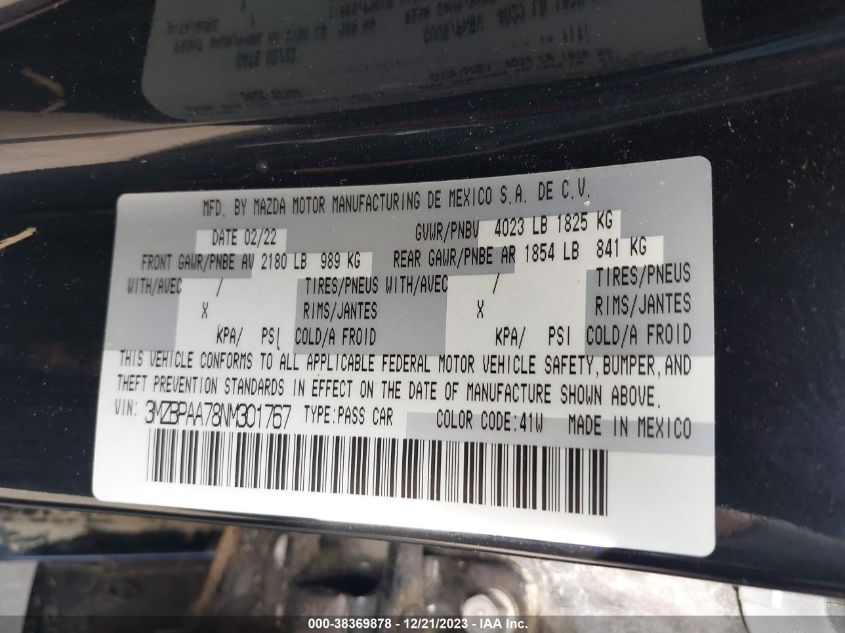 MFD. BY MAZDA MOTOR MANUFACTURING DE MEXICO S.A. DE C.V.
DATE 02/22 GVWR/PNBV 4023 LB 1825 KG
FRONT GAWR/PNBE AV 2180 LB 989 KG REAR GAWR/PNBE AR 1854 LB 841 KG
WITH/AVEC / TIRES/PNEUS WITH/AVEC / TIRES/PNEUS
X RIMS/JANTES X RIMS/JANTES
KPA/ PSI COLD/A FROID KPA/ PSI COLD/A FROID
THIS VEHICLE CONFORMS TO ALL APPLICABLE FEDERAL MOTOR VEHICLE SAFETY, BUMPER, AND
THEFT PREVENTION STANDARDS IN EFFECT ON THE DATE OF MANUFACTURE SHOWN ABOVE.
VIN: 3MZBPAA78NM301767 TYPE:PASS CAR COLOR CODE:41W MADE IN MEXICO
000-38369878 - 12/21/2023 - IAA Inc.